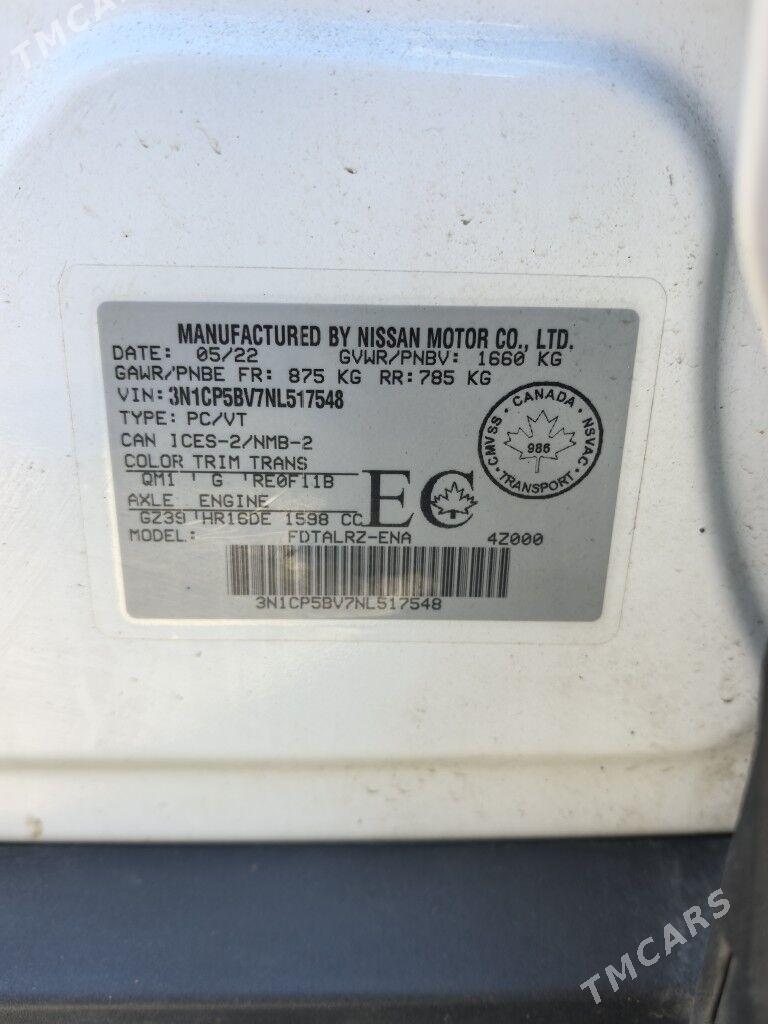 TMCARS
MANUFACTURED BY NISSAN MOTOR CO., LTD.
DATE: 05/22 GVWR/PNBV: 1660 KG
GAWR/PNBE FR: 875 KG RR: 785 KG
VIN: 3N1CP5BV7NL517548
TYPE: PC/VT
CAN ICES-2/NMB-2
COLOR TRIM TRANS
QM1 G RE0F11B
AXLE ENGINE
GZ39 HR16DE 1598 CC
EC
CANADA
CMVSS
NSVAC
986
TRANSPORT
MODEL: FDTALRZ-ENA 4Z000
3N1CP5BV7NL517548
TMCARS